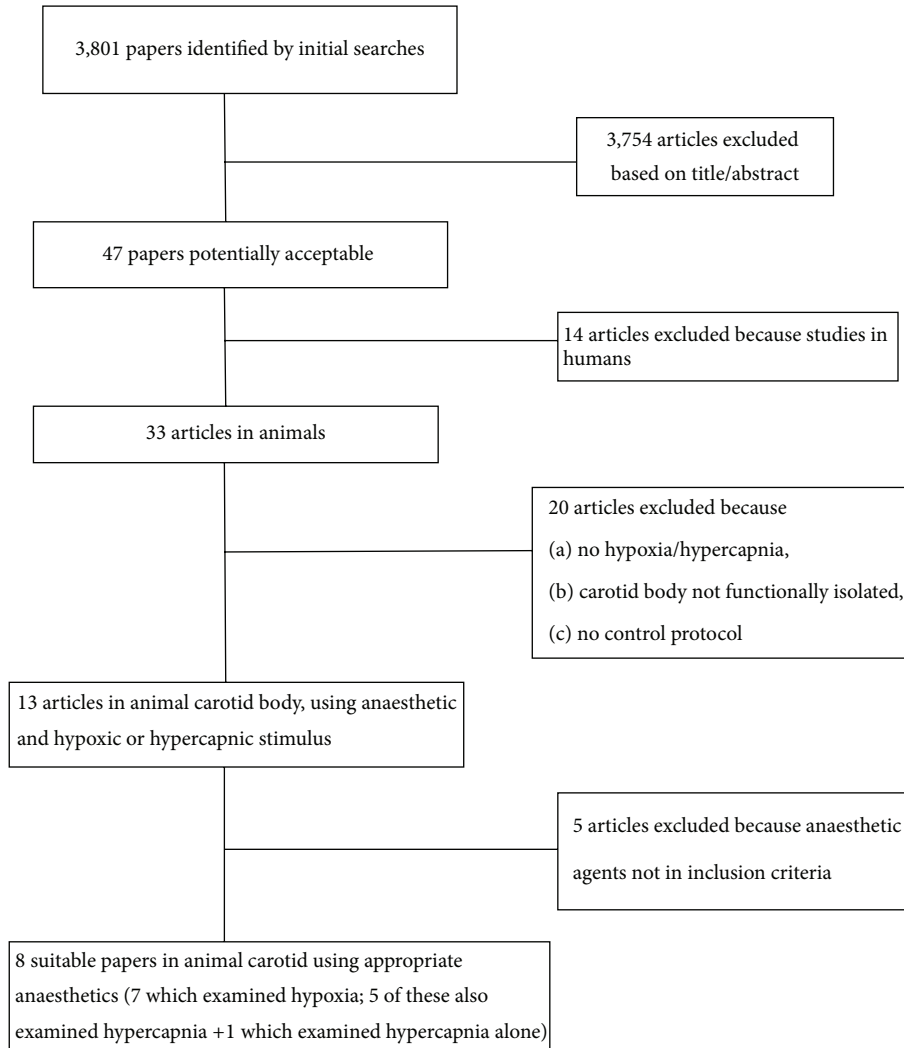 3,801 papers identified by initial searches
3,754 articles excluded
based on title/abstract
47 papers potentially acceptable
14 articles excluded because studies in
humans
33 articles in animals
20 articles excluded because
(a) no hypoxia/hypercapnia,
(b) carotid body not functionally isolated,
(c) no control protocol
13 articles in animal carotid body, using anaesthetic
and hypoxic or hypercapnic stimulus
5 articles excluded because anaesthetic
agents not in inclusion criteria
8 suitable papers in animal carotid using appropriate
anaesthetics (7 which examined hypoxia; 5 of these also
examined hypercapnia +1 which examined hypercapnia alone)